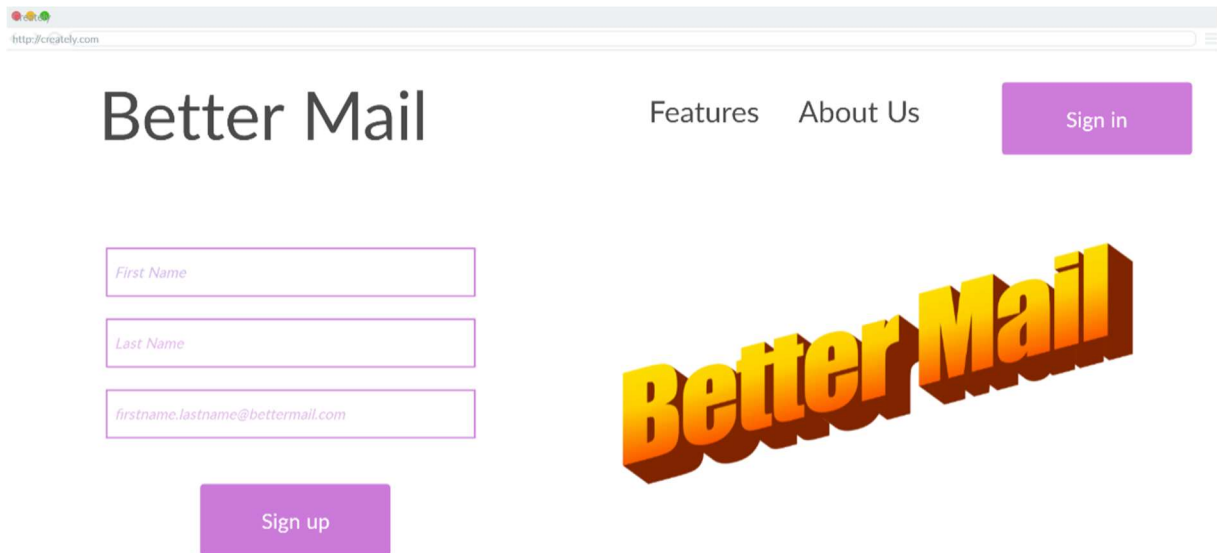 Creately
http://creately.com
Better Mail
Features
About Us
Sign in
First Name
Last Name
firstname.lastname@bettermail.com
Sign up
Better Mail